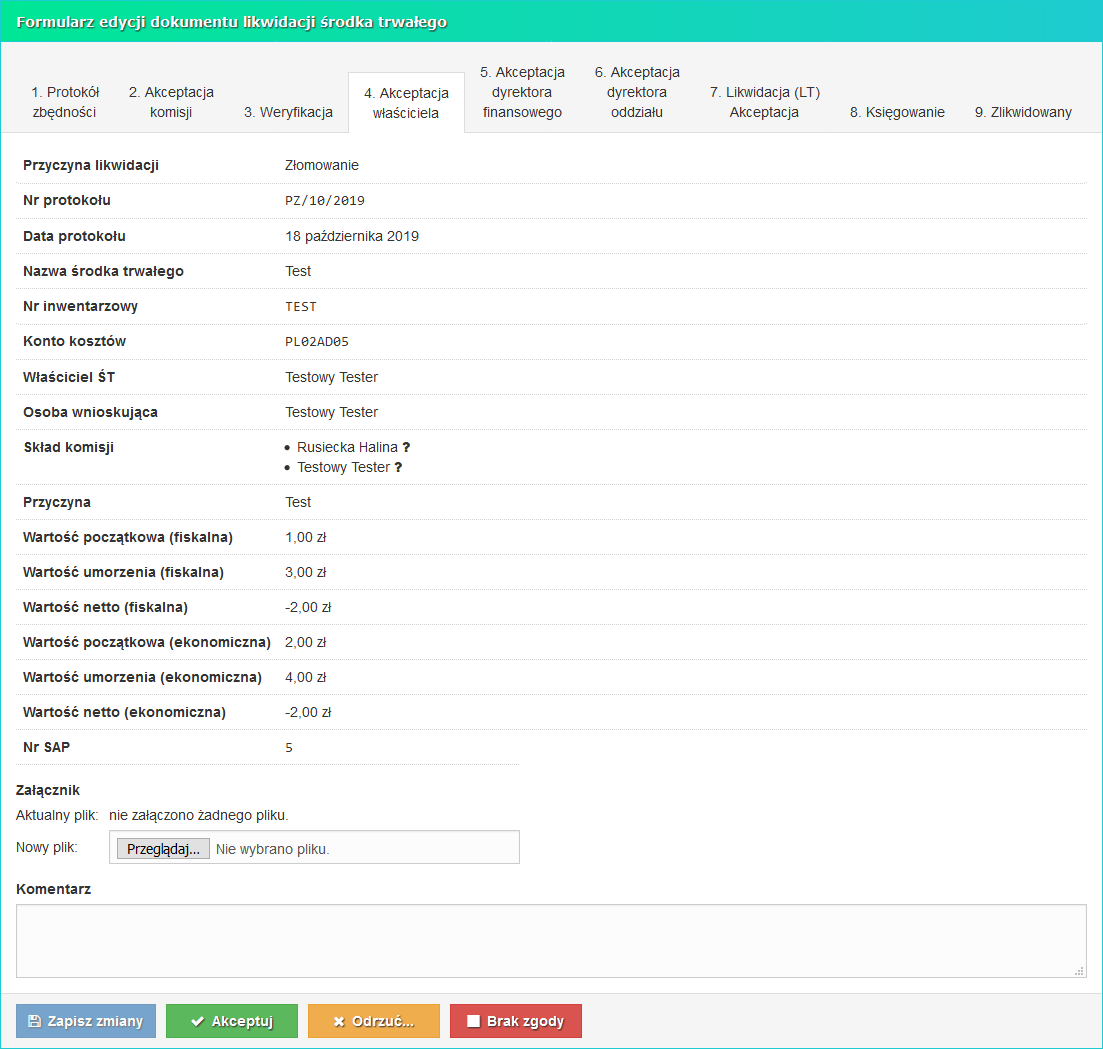 Formularz edycji dokumentu likwidacji środka trwałego
1. Protokół zbędności
2. Akceptacja komisji
3. Weryfikacja
4. Akceptacja właściciela
5. Akceptacja dyrektora finansowego
6. Akceptacja dyrektora oddziału
7. Likwidacja (LT) Akceptacja
8. Księgowanie
9. Zlikwidowany
Przyczyna likwidacji Złomowanie
Nr protokołu PZ/10/2019
Data protokołu 18 października 2019
Nazwa środka trwałego Test
Nr inwentarzowy TEST
Konto kosztów PL02AD05
Właściciel ŚT Testowy Tester
Osoba wnioskująca Testowy Tester
Skład komisji • Rusiecka Halina ?
• Testowy Tester ?
Przyczyna Test
Wartość początkowa (fiskalna) 1,00 zł
Wartość umorzenia (fiskalna) 3,00 zł
Wartość netto (fiskalna) -2,00 zł
Wartość początkowa (ekonomiczna) 2,00 zł
Wartość umorzenia (ekonomiczna) 4,00 zł
Wartość netto (ekonomiczna) -2,00 zł
Nr SAP 5
Załącznik
Aktualny plik: nie załączono żadnego pliku.
Nowy plik: Przeglądaj... Nie wybrano pliku.
Komentarz
Zapisz zmiany Akceptuj Odrzuć... Brak zgody